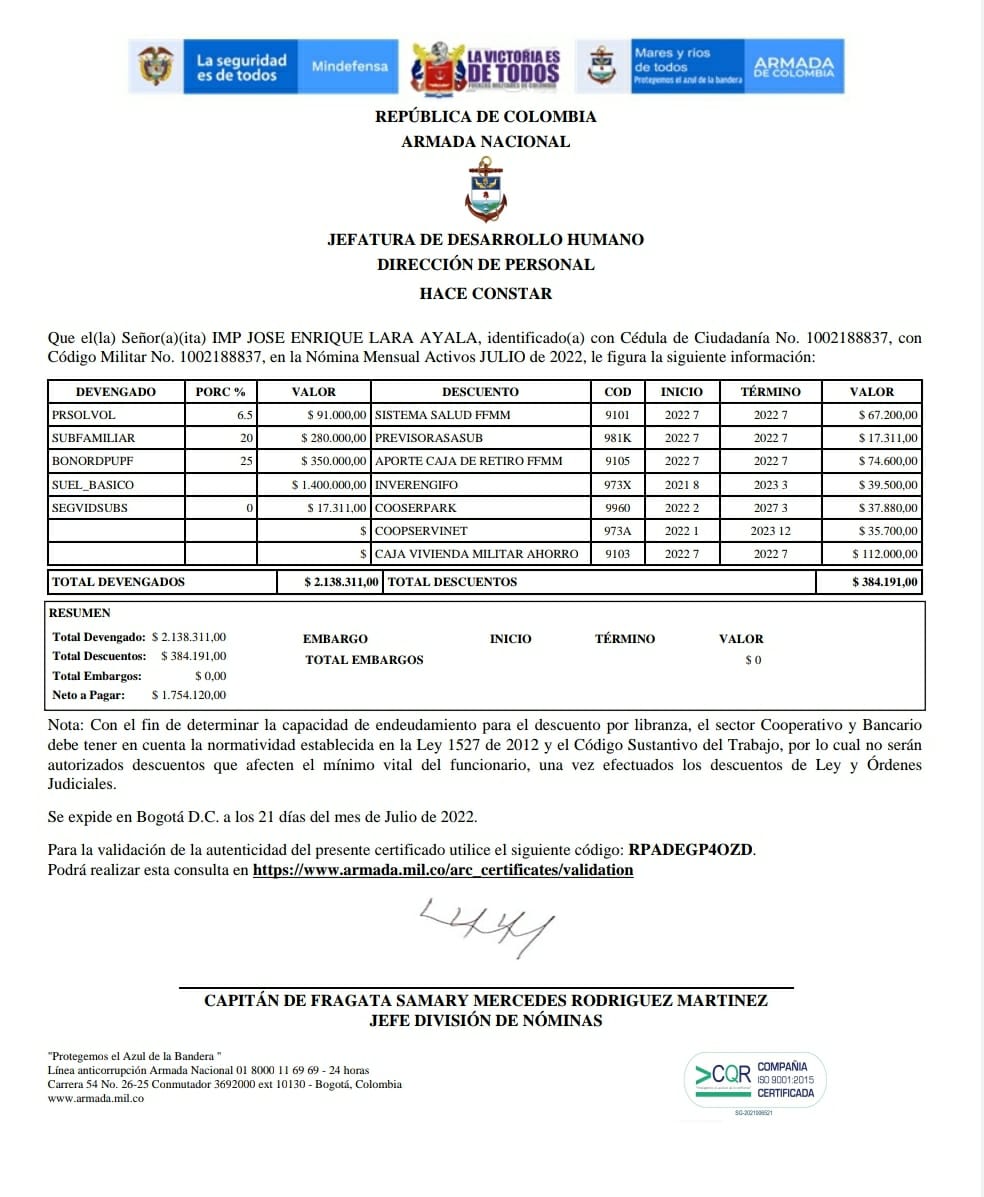 La seguridad
es de todos
Mindefensa
LA VICTORIA ES
DE TODOS
FUERZAS MILITARES DE COLOMBIA
Mares y ríos
de todos
Protegemos el azul de la bandera
ARMADA
DE COLOMBIA
REPÚBLICA DE COLOMBIA
ARMADA NACIONAL
JEFATURA DE DESARROLLO HUMANO
DIRECCIÓN DE PERSONAL
HACE CONSTAR
Que el(la) Señor(a)(ita) IMP JOSE ENRIQUE LARA AYALA, identificado(a) con Cédula de Ciudadanía No. 1002188837, con
Código Militar No. 1002188837, en la Nómina Mensual Activos JULIO de 2022, le figura la siguiente información:
DEVENGADO PORC % VALOR DESCUENTO COD INICIO TÉRMINO VALOR
PRSOLVOL 6.5 $ 91.000,00 SISTEMA SALUD FFMM 9101 2022 7 2022 7 $ 67.200,00
SUBFAMILIAR 20 $ 280.000,00 PREVISORASASUB 981K 2022 7 2022 7 $ 17.311,00
BONORDPUPF 25 $ 350.000,00 APORTE CAJA DE RETIRO FFMM 9105 2022 7 2022 7 $ 74.600,00
SUEL_BASICO $ 1.400.000,00 INVERENGIFO 973X 2021 8 2023 3 $ 39.500,00
SEGVIDSUBS 0 $ 17.311,00 COOSERPARK 9960 2022 2 2027 3 $ 37.880,00
$ COOPSERVINET 973A 2022 1 2023 12 $ 35.700,00
$ CAJA VIVIENDA MILITAR AHORRO 9103 2022 7 2022 7 $ 112.000,00
TOTAL DEVENGADOS $ 2.138.311,00 TOTAL DESCUENTOS $ 384.191,00
RESUMEN
Total Devengado: $ 2.138.311,00 EMBARGO INICIO TÉRMINO VALOR
Total Descuentos: $ 384.191,00 TOTAL EMBARGOS $ 0
Total Embargos: $ 0,00
Neto a Pagar: $ 1.754.120,00
Nota: Con el fin de determinar la capacidad de endeudamiento para el descuento por libranza, el sector Cooperativo y Bancario
debe tener en cuenta la normatividad establecida en la Ley 1527 de 2012 y el Código Sustantivo del Trabajo, por lo cual no serán
autorizados descuentos que afecten el mínimo vital del funcionario, una vez efectuados los descuentos de Ley y Órdenes
Judiciales.
Se expide en Bogotá D.C. a los 21 días del mes de Julio de 2022.
Para la validación de la autenticidad del presente certificado utilice el siguiente código: RPADEGP4OZD.
Podrá realizar esta consulta en https://www.armada.mil.co/arc_certificates/validation
CAPITÁN DE FRAGATA SAMARY MERCEDES RODRIGUEZ MARTINEZ
JEFE DIVISIÓN DE NÓMINAS
"Protegemos el Azul de la Bandera "
Línea anticorrupción Armada Nacional 01 8000 11 69 69 - 24 horas
Carrera 54 No. 26-25 Conmutador 3692000 ext 10130 - Bogotá, Colombia
www.armada.mil.co
CQR COMPAÑIA
ISO 9001:2015
CERTIFICADA